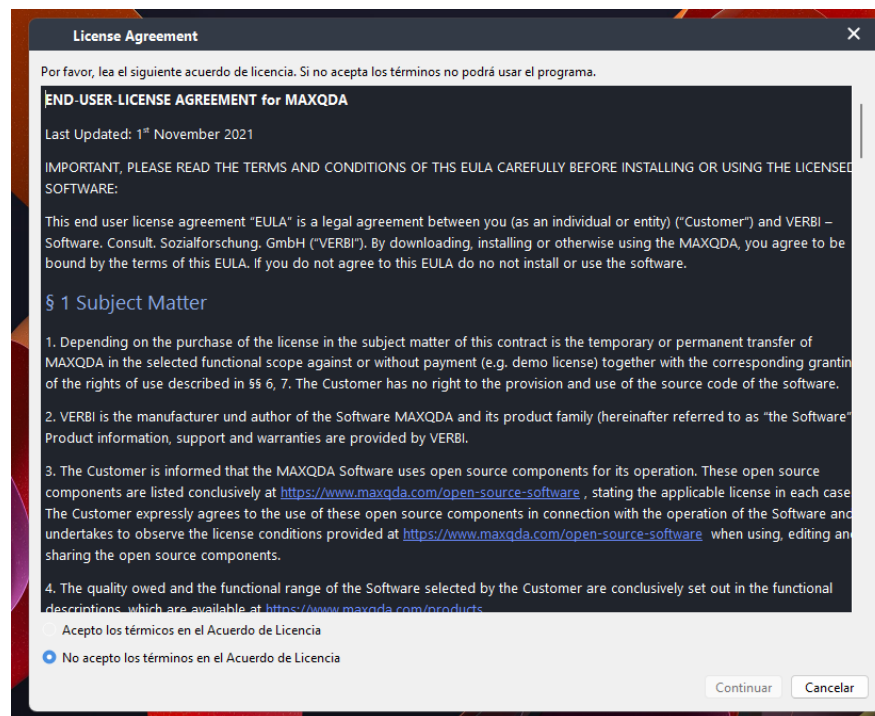 License Agreement
Por favor, lea el siguiente acuerdo de licencia. Si no acepta los términos no podrá usar el programa.
END-USER-LICENSE AGREEMENT for MAXQDA
Last Updated: 1st November 2021
IMPORTANT, PLEASE READ THE TERMS AND CONDITIONS OF THS EULA CAREFULLY BEFORE INSTALLING OR USING THE LICENSED
SOFTWARE:
This end user license agreement “EULA” is a legal agreement between you (as an individual or entity) (“Customer”) and VERBI –
Software. Consult. Sozialforschung. GmbH (“VERBI”). By downloading, installing or otherwise using the MAXQDA, you agree to be
bound by the terms of this EULA. If you do not agree to this EULA do no not install or use the software.
§ 1 Subject Matter
1. Depending on the purchase of the license in the subject matter of this contract is the temporary or permanent transfer of
MAXQDA in the selected functional scope against or without payment (e.g. demo license) together with the corresponding grantin
of the rights of use described in §§ 6, 7. The Customer has no right to the provision and use of the source code of the software.
2. VERBI is the manufacturer und author of the Software MAXQDA and its product family (hereinafter referred to as “the Software”
Product information, support and warranties are provided by VERBI.
3. The Customer is informed that the MAXQDA Software uses open source components for its operation. These open source
components are listed conclusively at https://www.maxqda.com/open-source-software , stating the applicable license in each case
The Customer expressly agrees to the use of these open source components in connection with the operation of the Software and
undertakes to observe the license conditions provided at https://www.maxqda.com/open-source-software when using, editing an
sharing the open source components.
4. The quality owed and the functional range of the Software selected by the Customer are conclusively set out in the functional
descriptions, which are available at https://www.maxqda.com/products
Acepto los térmicos en el Acuerdo de Licencia
No acepto los términos en el Acuerdo de Licencia
Continuar Cancelar